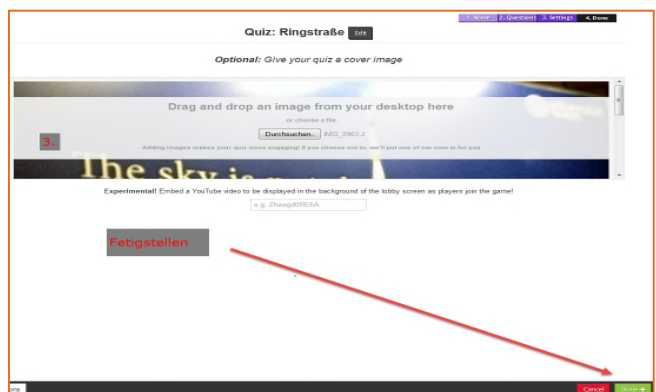 1. Name 2. Questions 3. Settings 4. Done
Quiz: Ringstraße Edit
Optional: Give your quiz a cover image
Drag and drop an image from your desktop here
or choose a file
Durchsuchen..
3.
Adding images makes your quiz more engaging! If you choose not to, we'll put one of our own in for you
The sky is
Experimental! Embed a YouTube video to be displayed in the background of the lobby screen as players join the game!
Fetigstellen
Cancel Done